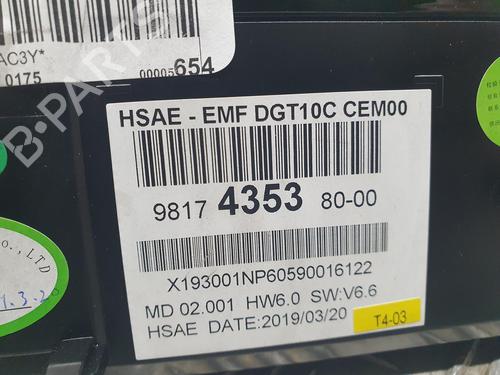 AC3Y*
0175
00005654
B-PARTS
HSAE - EMF DGT10C CEM00
9817 4353 80-00
X193001NP60590016122
MD 02.001 HW6.0 SW:V6.6
HSAE DATE:2019/03/20
T4-03
o., LTD